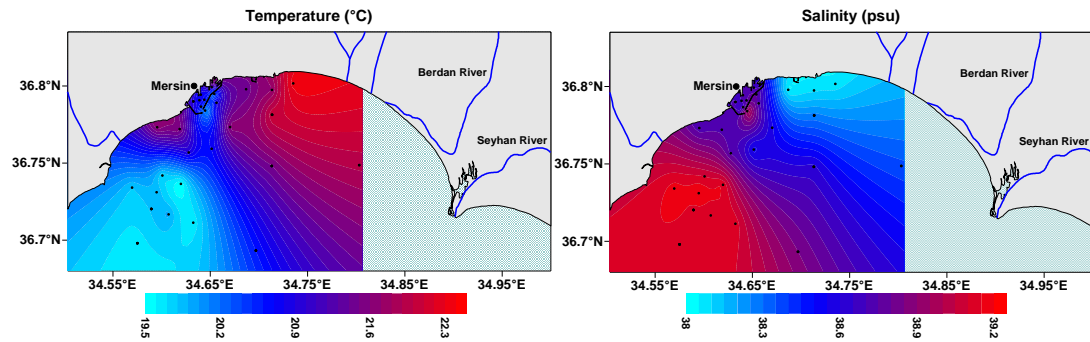 Temperature (°C)
Mersin
Berdan River
Seyhan River
36.8°N
36.75°N
36.7°N
34.55°E
34.65°E
34.75°E
34.85°E
34.95°E
19.5
20.2
20.9
21.6
22.3
Salinity (psu)
Mersin
Berdan River
Seyhan River
36.8°N
36.75°N
36.7°N
34.55°E
34.65°E
34.75°E
34.85°E
34.95°E
38
38.3
38.6
38.9
39.2